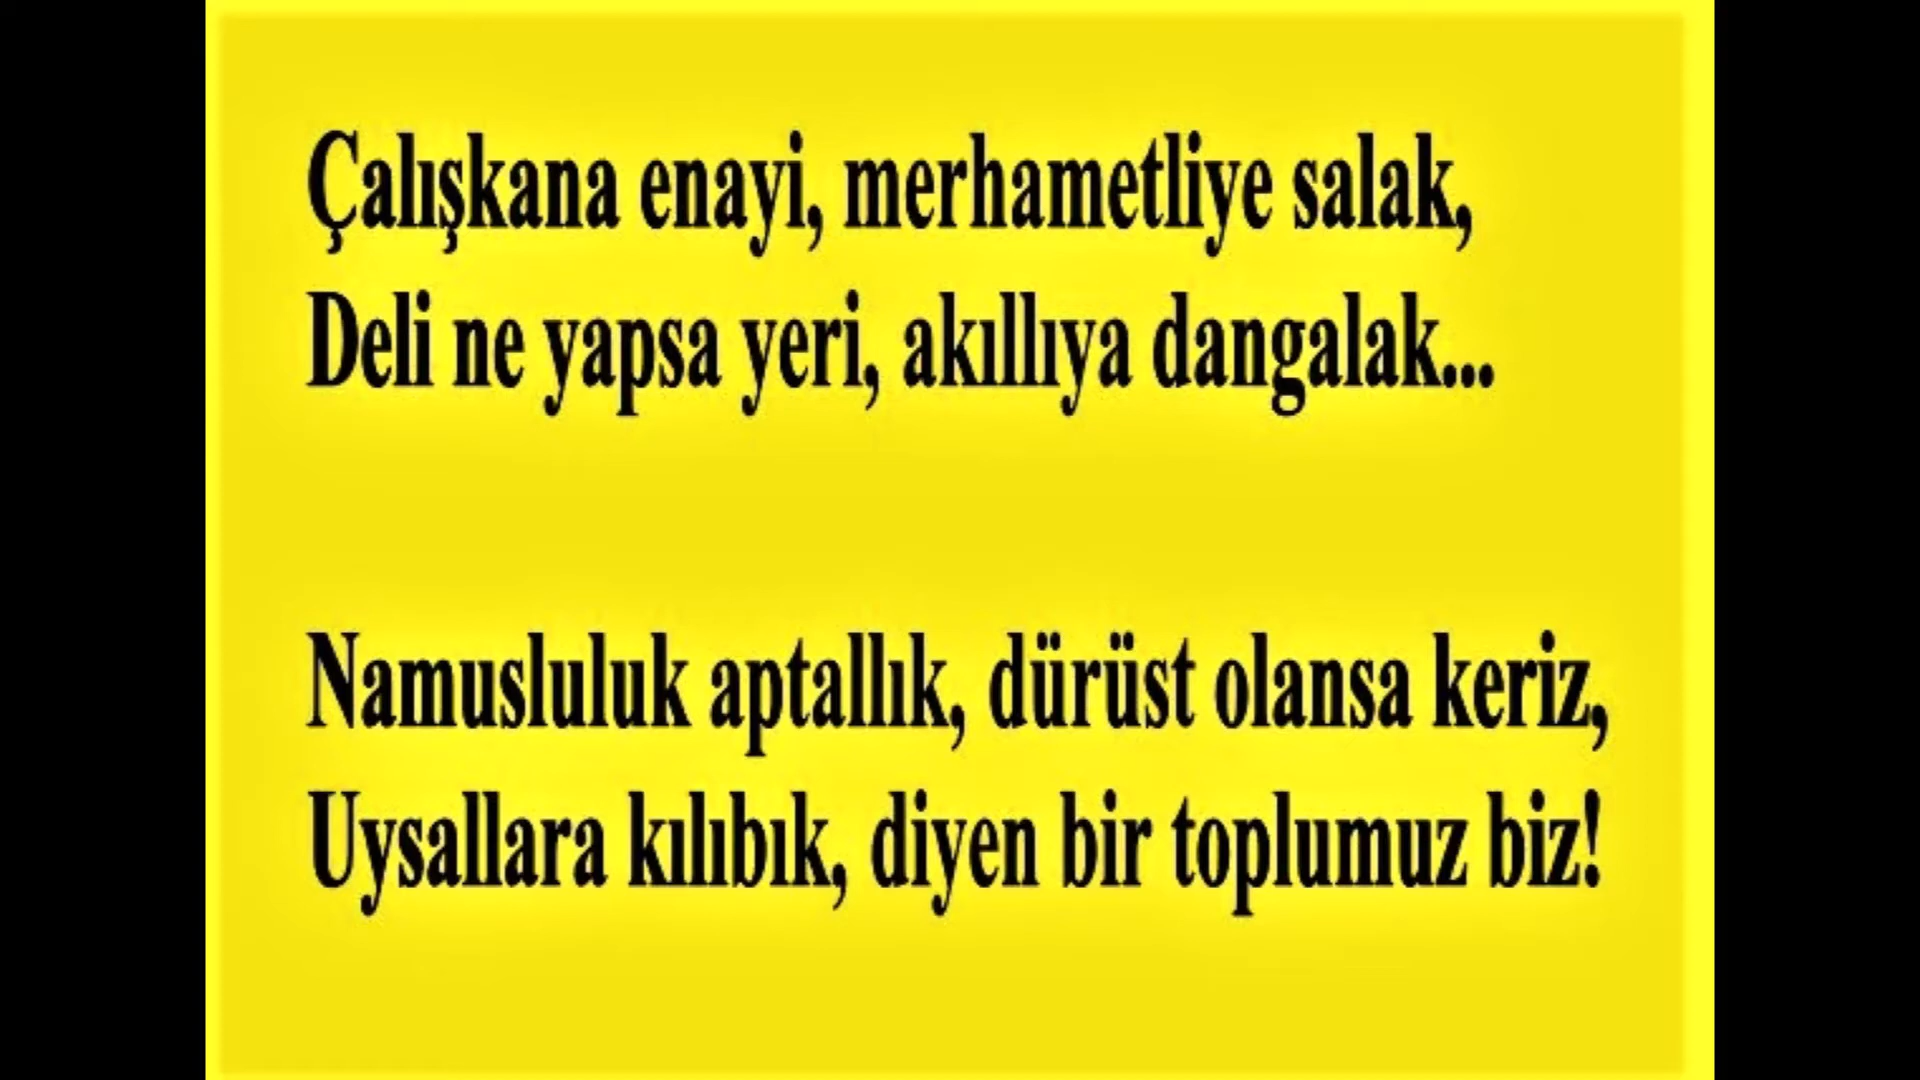 Çalışkana enayi, merhametliye salak,
Deli ne yapsa yeri, akıllıya dangalak...
Namusluluk aptallık, dürüst olansa keriz,
Uysallara kılıbık, diyen bir toplumuz biz!